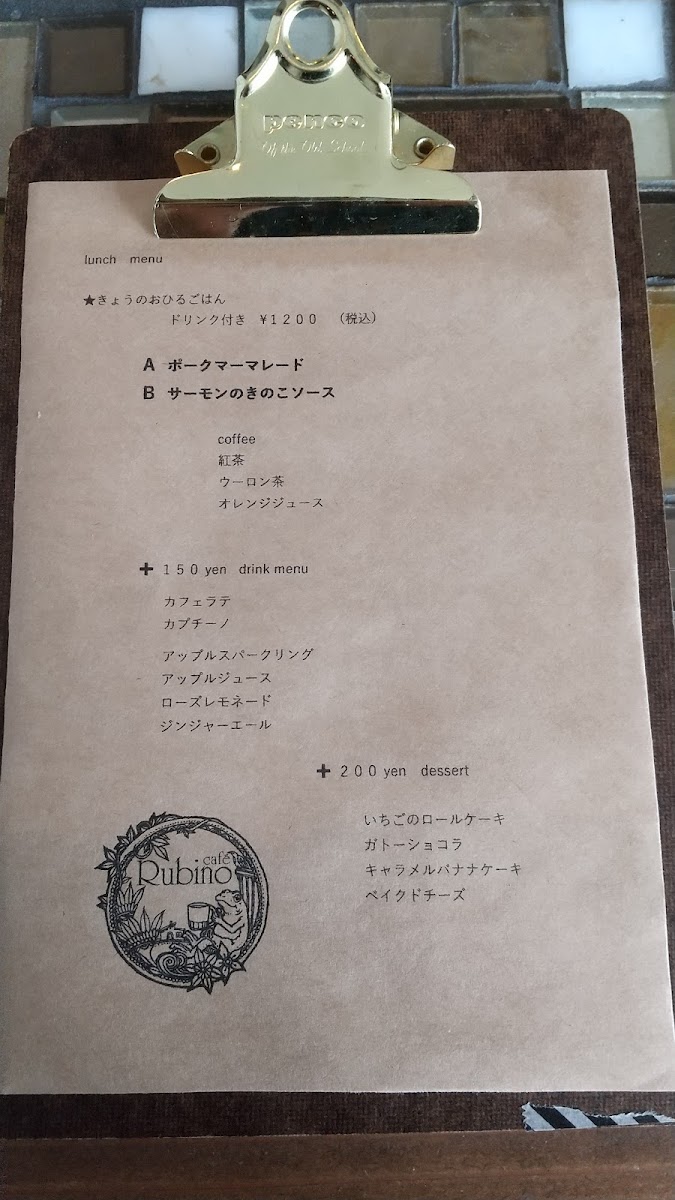 penco
Of the Old School
lunch menu
★きょうのおひるごはん
ドリンク付き ¥1200 (税込)
A ポークマーマレード
B サーモンのきのこソース
coffee
紅茶
ウーロン茶
オレンジジュース
+ 150 yen drink menu
カフェラテ
カプチーノ
アップルスパークリング
アップルジュース
ローズレモネード
ジンジャーエール
+ 200 yen dessert
いちごのロールケーキ
ガトーショコラ
キャラメルバナナケーキ
ベイクドチーズ
café
Rubino